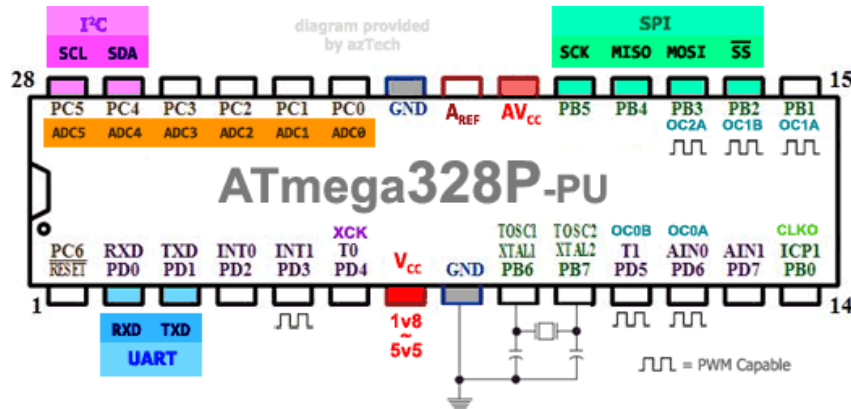 I²C
diagram provided
by azTech
SPI
SCL SDA
SCK MISO MOSI SS
28
15
PC5 PC4 PC3 PC2 PC1 PC0 GND AREF AVCC PB5 PB4 PB3 PB2 PB1
ADC5 ADC4 ADC3 ADC2 ADC1 ADC0
OC2A OC1B OC1A
ATmega328P-PU
XCK
TOSC1 TOSC2 OC0B OC0A CLKO
PC6 RXD TXD INT0 INT1 T0 VCC XTAL1 XTAL2 T1 AIN0 AIN1 ICP1
RESET PD0 PD1 PD2 PD3 PD4 GND PB6 PB7 PD5 PD6 PD7 PB0
1
14
RXD TXD
UART
1v8
~
5v5
= PWM Capable